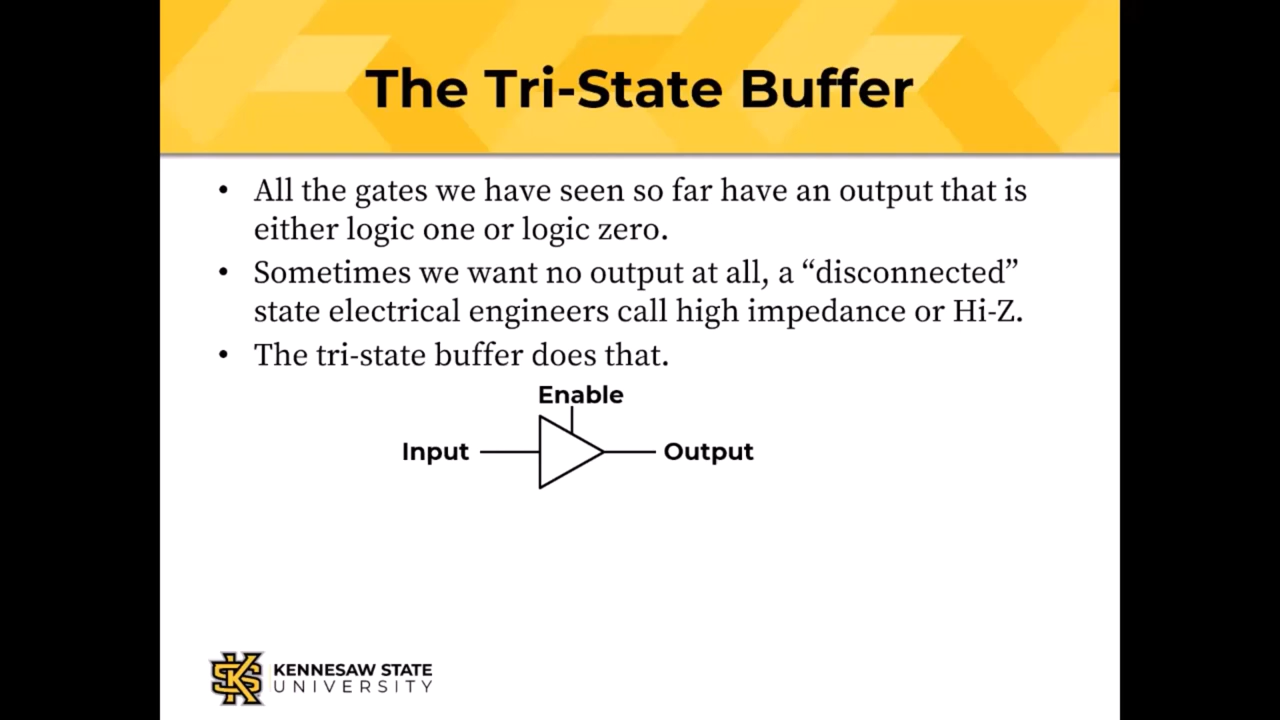 The Tri-State Buffer
• All the gates we have seen so far have an output that is
either logic one or logic zero.
• Sometimes we want no output at all, a “disconnected”
state electrical engineers call high impedance or Hi-Z.
• The tri-state buffer does that.
Enable
Input
Output
KENNESAW STATE
UNIVERSITY